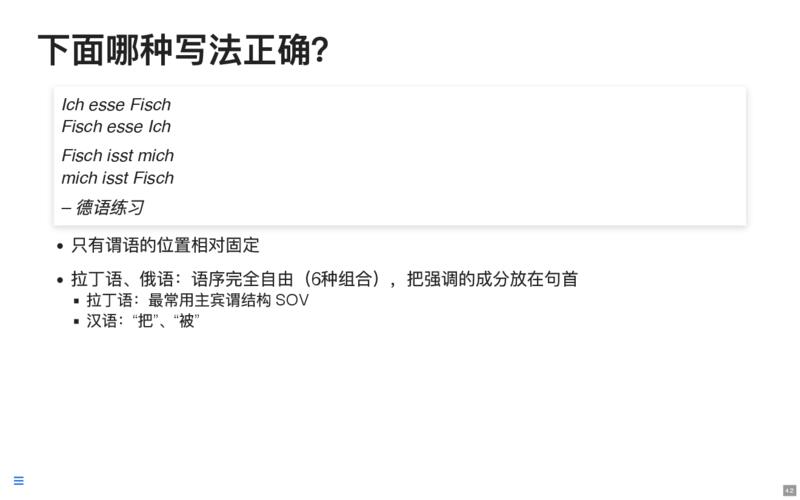 下面哪种写法正确？
Ich esse Fisch
Fisch esse Ich
Fisch isst mich
mich isst Fisch
– 德语练习
• 只有谓语的位置相对固定
• 拉丁语、俄语：语序完全自由（6种组合），把强调的成分放在句首
▪ 拉丁语：最常用主宾谓结构 SOV
▪ 汉语：“把”、“被”
4.2